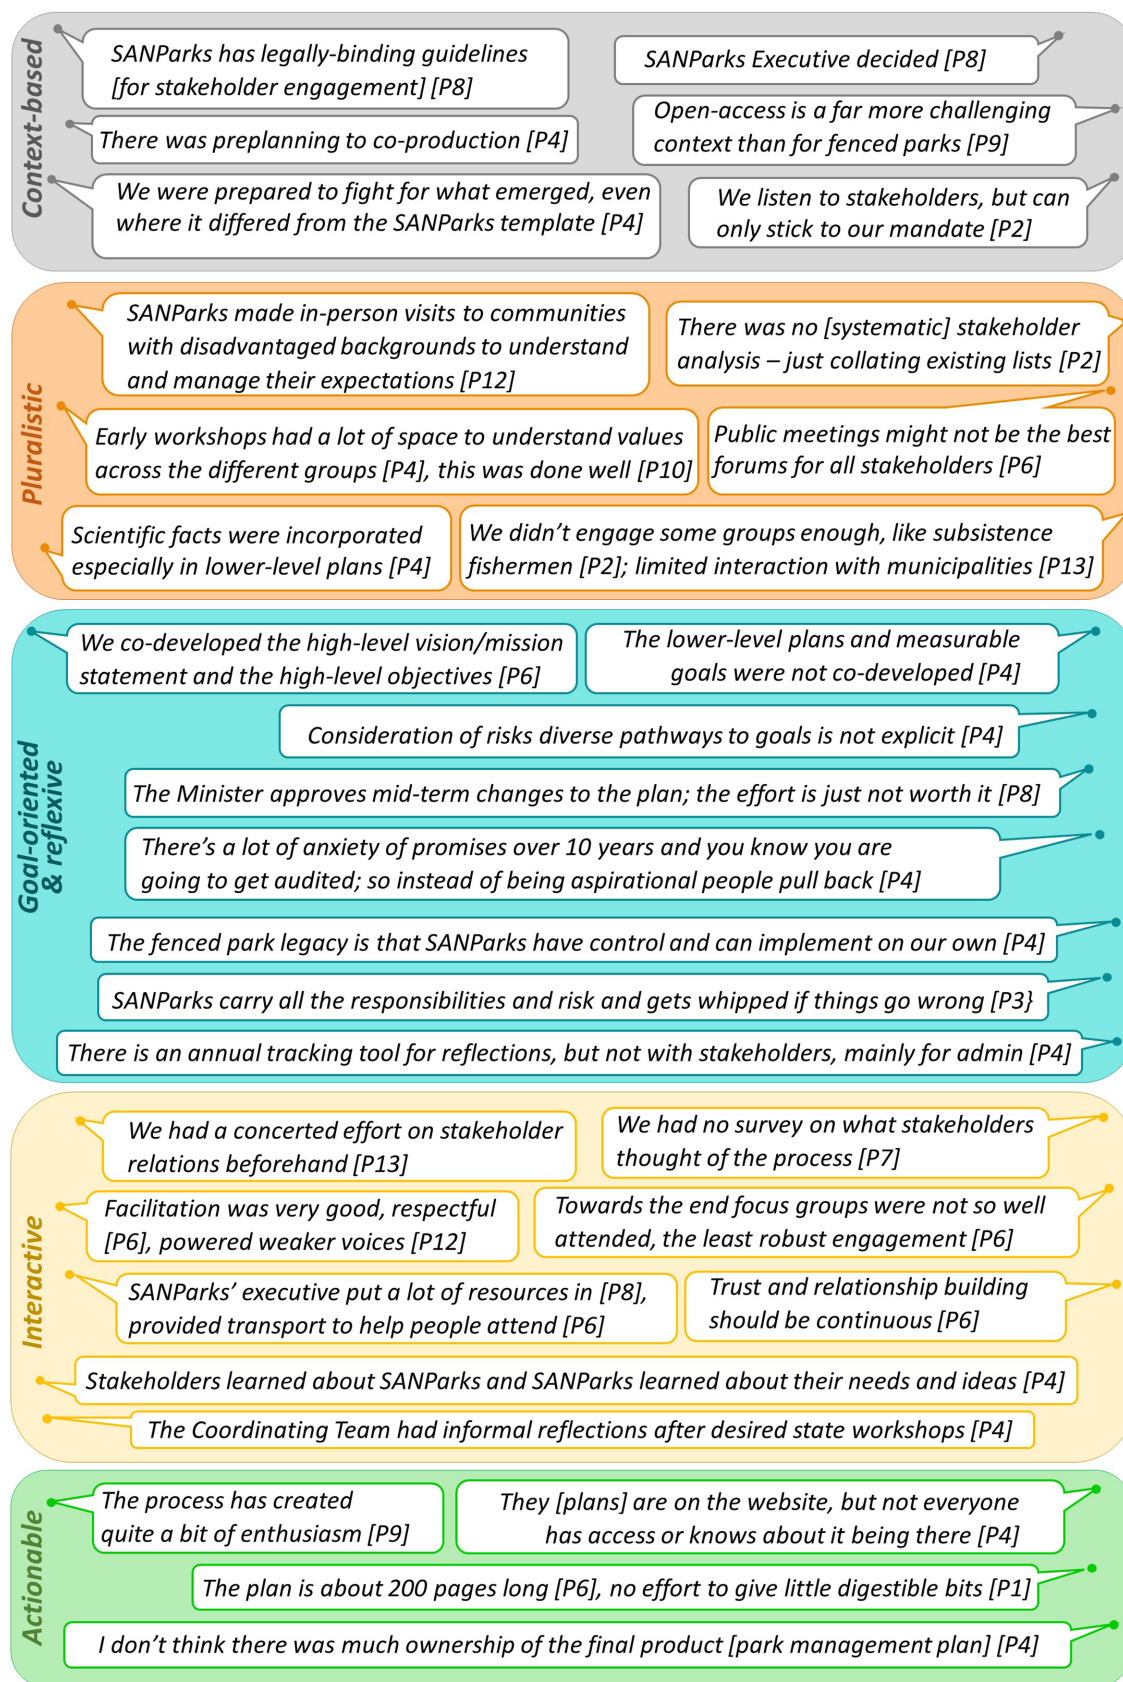 Context-based
SANParks has legally-binding guidelines
[for stakeholder engagement] [P8]
SANParks Executive decided [P8]
There was preplanning to co-production [P4]
Open-access is a far more challenging
context than for fenced parks [P9]
We were prepared to fight for what emerged, even
where it differed from the SANParks template [P4]
We listen to stakeholders, but can
only stick to our mandate [P2]
Pluralistic
SANParks made in-person visits to communities
with disadvantaged backgrounds to understand
and manage their expectations [P12]
There was no [systematic] stakeholder
analysis – just collating existing lists [P2]
Early workshops had a lot of space to understand values
across the different groups [P4], this was done well [P10]
Public meetings might not be the best
forums for all stakeholders [P6]
Scientific facts were incorporated
especially in lower-level plans [P4]
We didn't engage some groups enough, like subsistence
fishermen [P2]; limited interaction with municipalities [P13]
Goal-oriented
& reflexive
We co-developed the high-level vision/mission
statement and the high-level objectives [P6]
The lower-level plans and measurable
goals were not co-developed [P4]
Consideration of risks diverse pathways to goals is not explicit [P4]
The Minister approves mid-term changes to the plan; the effort is just not worth it [P8]
There's a lot of anxiety of promises over 10 years and you know you are
going to get audited; so instead of being aspirational people pull back [P4]
The fenced park legacy is that SANParks have control and can implement on our own [P4]
SANParks carry all the responsibilities and risk and gets whipped if things go wrong [P3}
There is an annual tracking tool for reflections, but not with stakeholders, mainly for admin [P4]
Interactive
We had a concerted effort on stakeholder
relations beforehand [P13]
We had no survey on what stakeholders
thought of the process [P7]
Facilitation was very good, respectful
[P6], powered weaker voices [P12]
Towards the end focus groups were not so well
attended, the least robust engagement [P6]
SANParks' executive put a lot of resources in [P8],
provided transport to help people attend [P6]
Trust and relationship building
should be continuous [P6]
Stakeholders learned about SANParks and SANParks learned about their needs and ideas [P4]
The Coordinating Team had informal reflections after desired state workshops [P4]
Actionable
The process has created
quite a bit of enthusiasm [P9]
They [plans] are on the website, but not everyone
has access or knows about it being there [P4]
The plan is about 200 pages long [P6], no effort to give little digestible bits [P1]
I don't think there was much ownership of the final product [park management plan] [P4]